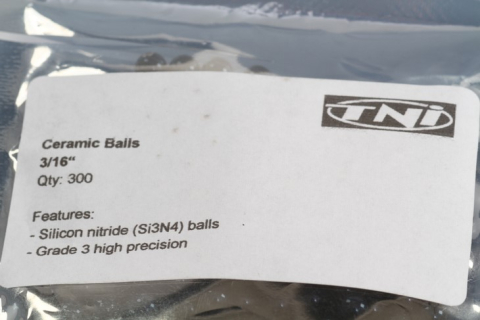 TNi
Ceramic Balls
3/16"
Qty: 300
Features:
- Silicon nitride (Si3N4) balls
- Grade 3 high precision